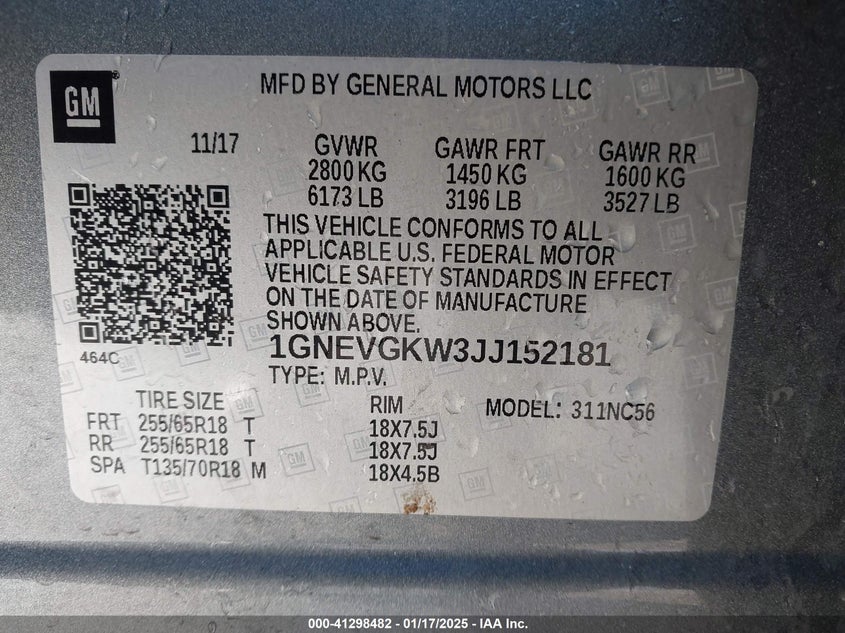 GM
MFD BY GENERAL MOTORS LLC
11/17 GVWR GAWR FRT GAWR RR
2800 KG 1450 KG 1600 KG
6173 LB 3196 LB 3527 LB
THIS VEHICLE CONFORMS TO ALL
APPLICABLE U.S. FEDERAL MOTOR
VEHICLE SAFETY STANDARDS IN EFFECT
ON THE DATE OF MANUFACTURE
SHOWN ABOVE.
464C
1GNEVGKW3JJ152181
TYPE: M.P.V.
TIRE SIZE RIM MODEL: 311NC56
FRT 255/65R18 T 18X7.5J
RR 255/65R18 T 18X7.5J
SPA T135/70R18 M 18X4.5B
000-41298482 - 01/17/2025 - IAA Inc.